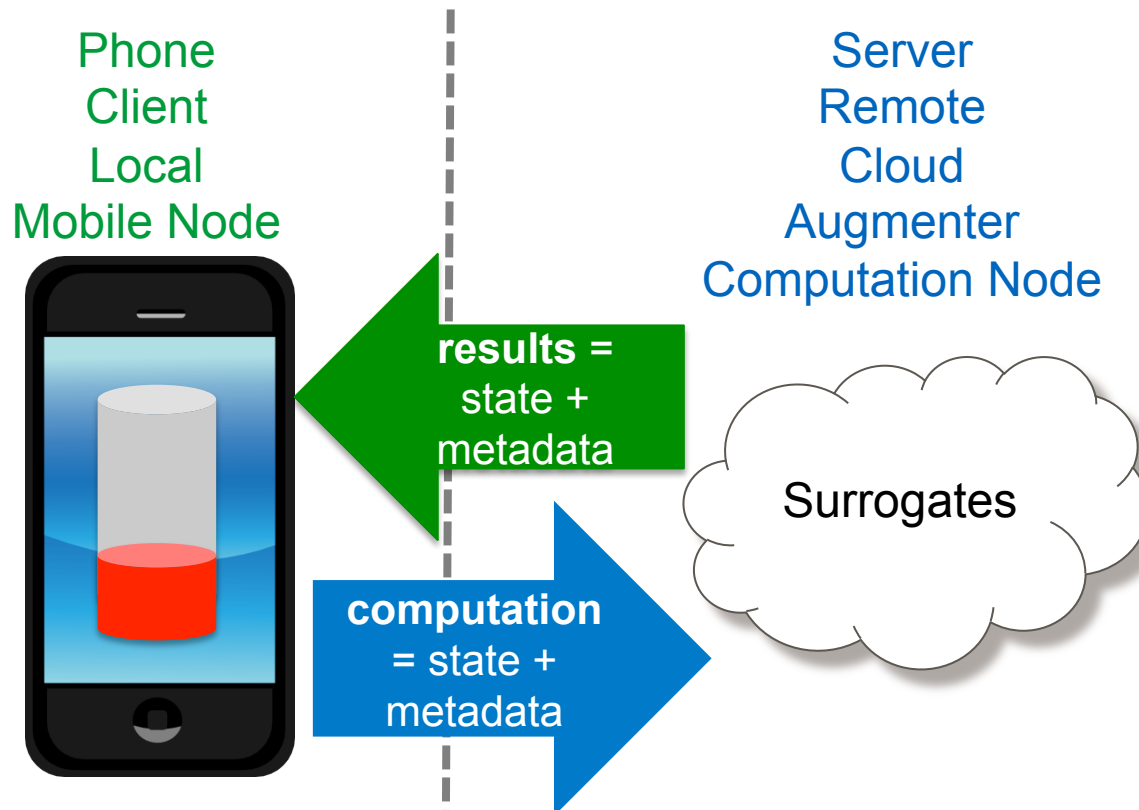 Phone
Client
Local
Mobile Node
Server
Remote
Cloud
Augmenter
Computation Node
results =
state +
metadata
Surrogates
computation
= state +
metadata